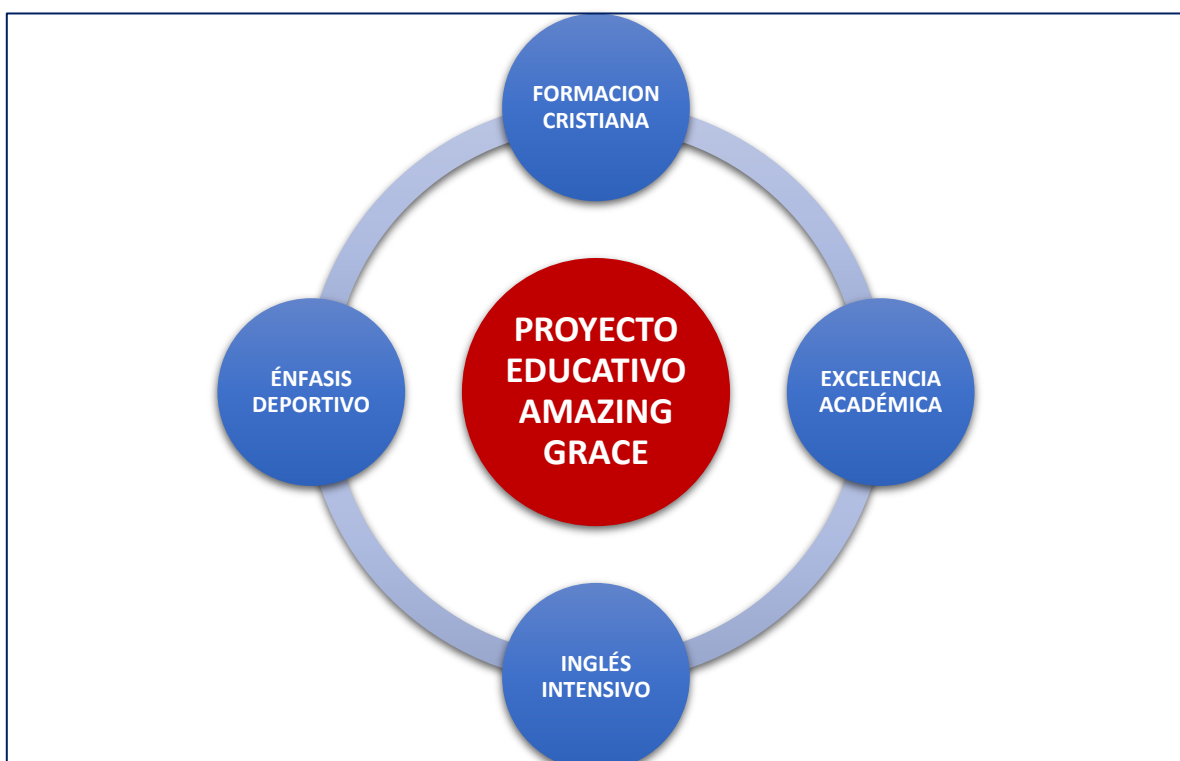 FORMACION
CRISTIANA
PROYECTO
EDUCATIVO
AMAZING
GRACE
ÉNFASIS
DEPORTIVO
EXCELENCIA
ACADÉMICA
INGLÉS
INTENSIVO